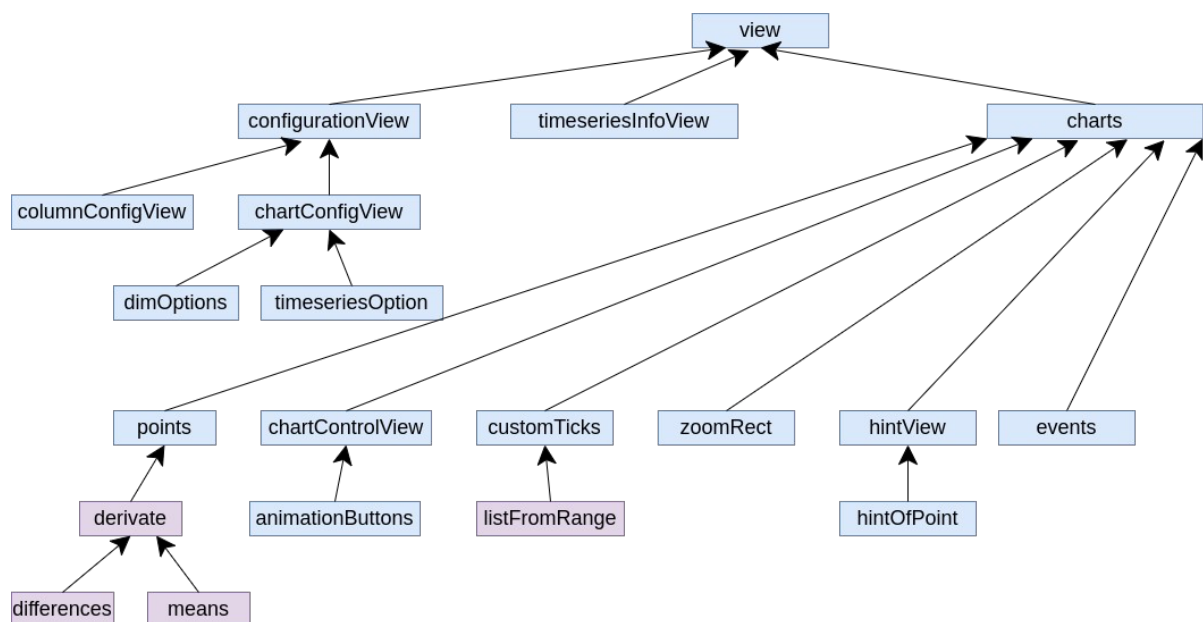 view
configurationView
timeseriesInfoView
charts
columnConfigView
chartConfigView
dimOptions
timeseriesOption
points
chartControlView
customTicks
zoomRect
hintView
events
derivate
animationButtons
listFromRange
hintOfPoint
differences
means